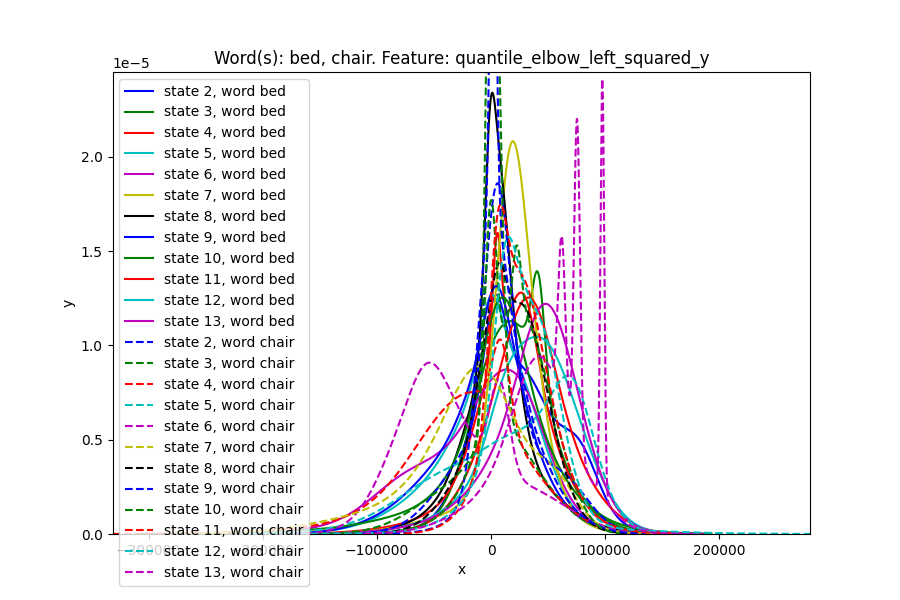 Word(s): bed, chair. Feature: quantile_elbow_left_squared_y
1e−5
state 2, word bed
state 3, word bed
state 4, word bed
state 5, word bed
state 6, word bed
state 7, word bed
state 8, word bed
state 9, word bed
state 10, word bed
state 11, word bed
state 12, word bed
state 13, word bed
state 2, word chair
state 3, word chair
state 4, word chair
state 5, word chair
state 6, word chair
state 7, word chair
state 8, word chair
state 9, word chair
state 10, word chair
state 11, word chair
state 12, word chair
state 13, word chair
2.0
1.5
1.0
0.5
0.0
y
−300000 −100000 0 100000 200000
x